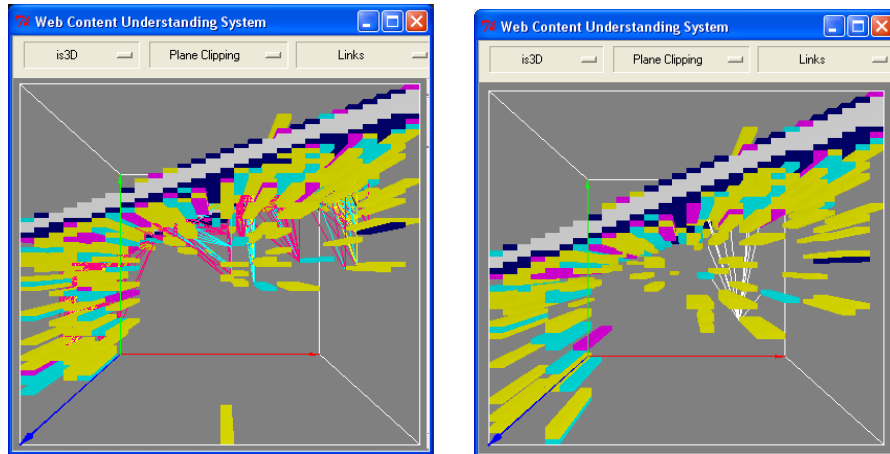 Web Content Understanding System
is3D Plane Clipping Links
Web Content Understanding System
is3D Plane Clipping Links